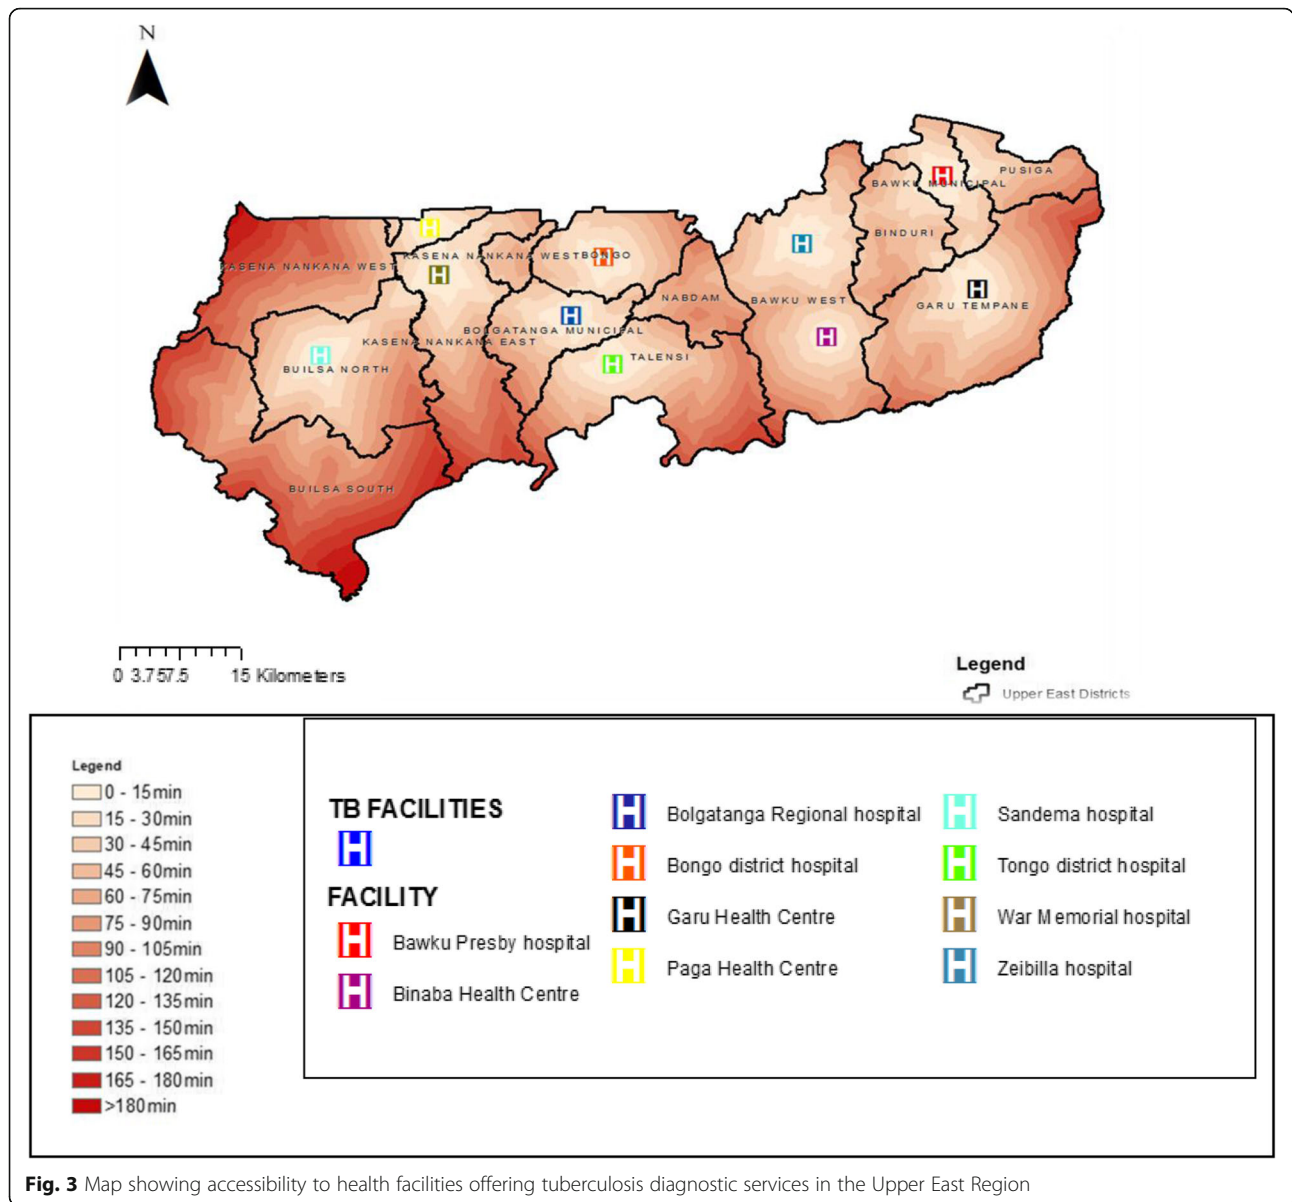 N
PUSIGA
BAWKU MUNICIPAL
BINDURI
KASENA NANKANA WEST
BONGO
KASENA NANKANA WEST
NABDAM
BAWKU WEST
GARU TEMPANE
BOLGATANGA MUNICIPAL
KASENA NANKANA EAST
TALENSI
BUILSA NORTH
BUILSA SOUTH
H
H
H
H
H
H
H
H
H
H
0 3.757.5 15 Kilometers
Legend
Upper East Districts
Legend
0 - 15min
15 - 30min
30 - 45min
45 - 60min
60 - 75min
75 - 90min
90 - 105min
105 - 120min
120 - 135min
135 - 150min
150 - 165min
165 - 180min
>180min
TB FACILITIES
H
FACILITY
H Bawku Presby hospital
H Binaba Health Centre
H Bolgatanga Regional hospital
H Bongo district hospital
H Garu Health Centre
H Paga Health Centre
H Sandema hospital
H Tongo district hospital
H War Memorial hospital
H Zeibilla hospital
Fig. 3 Map showing accessibility to health facilities offering tuberculosis diagnostic services in the Upper East Region